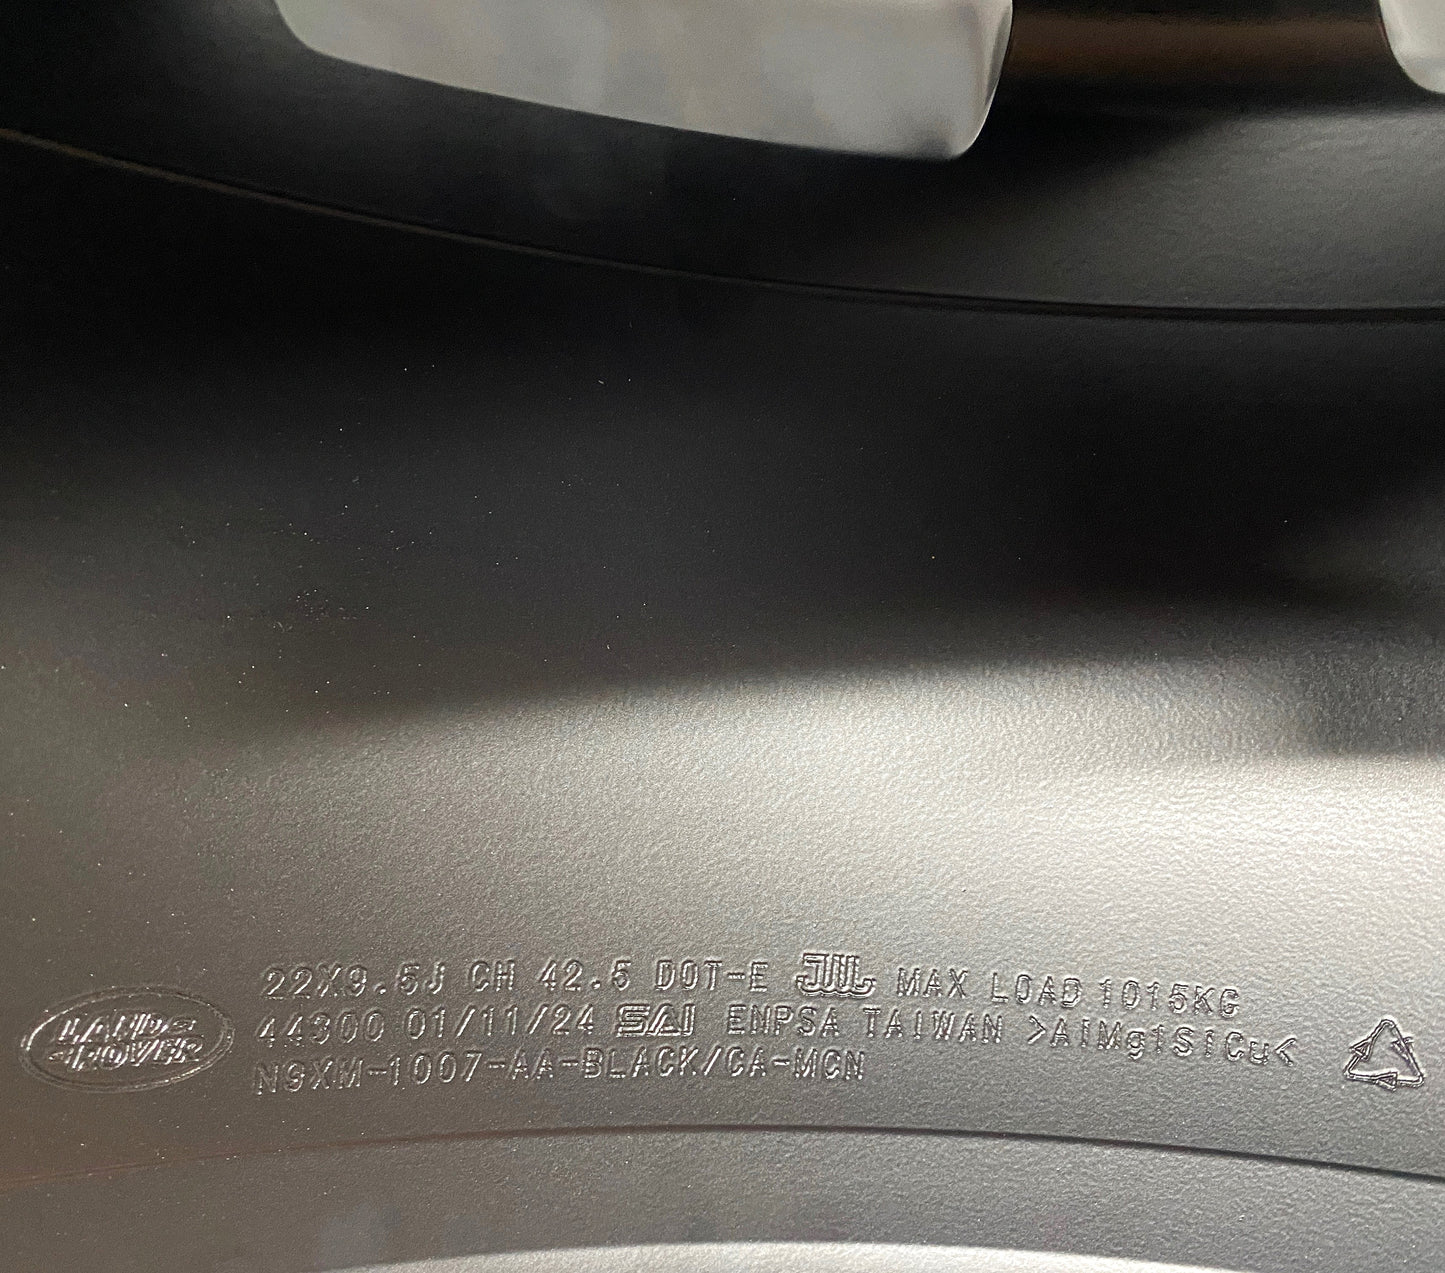 LAND
ROVER
22X9.5J CH 42.5 DOT-E JWL MAX LOAD 1015KG
44300 01/11/24 SAI ENPSA TAIWAN >AlMg1SiCu<
N9XM-1007-AA-BLACK/CA-MCN